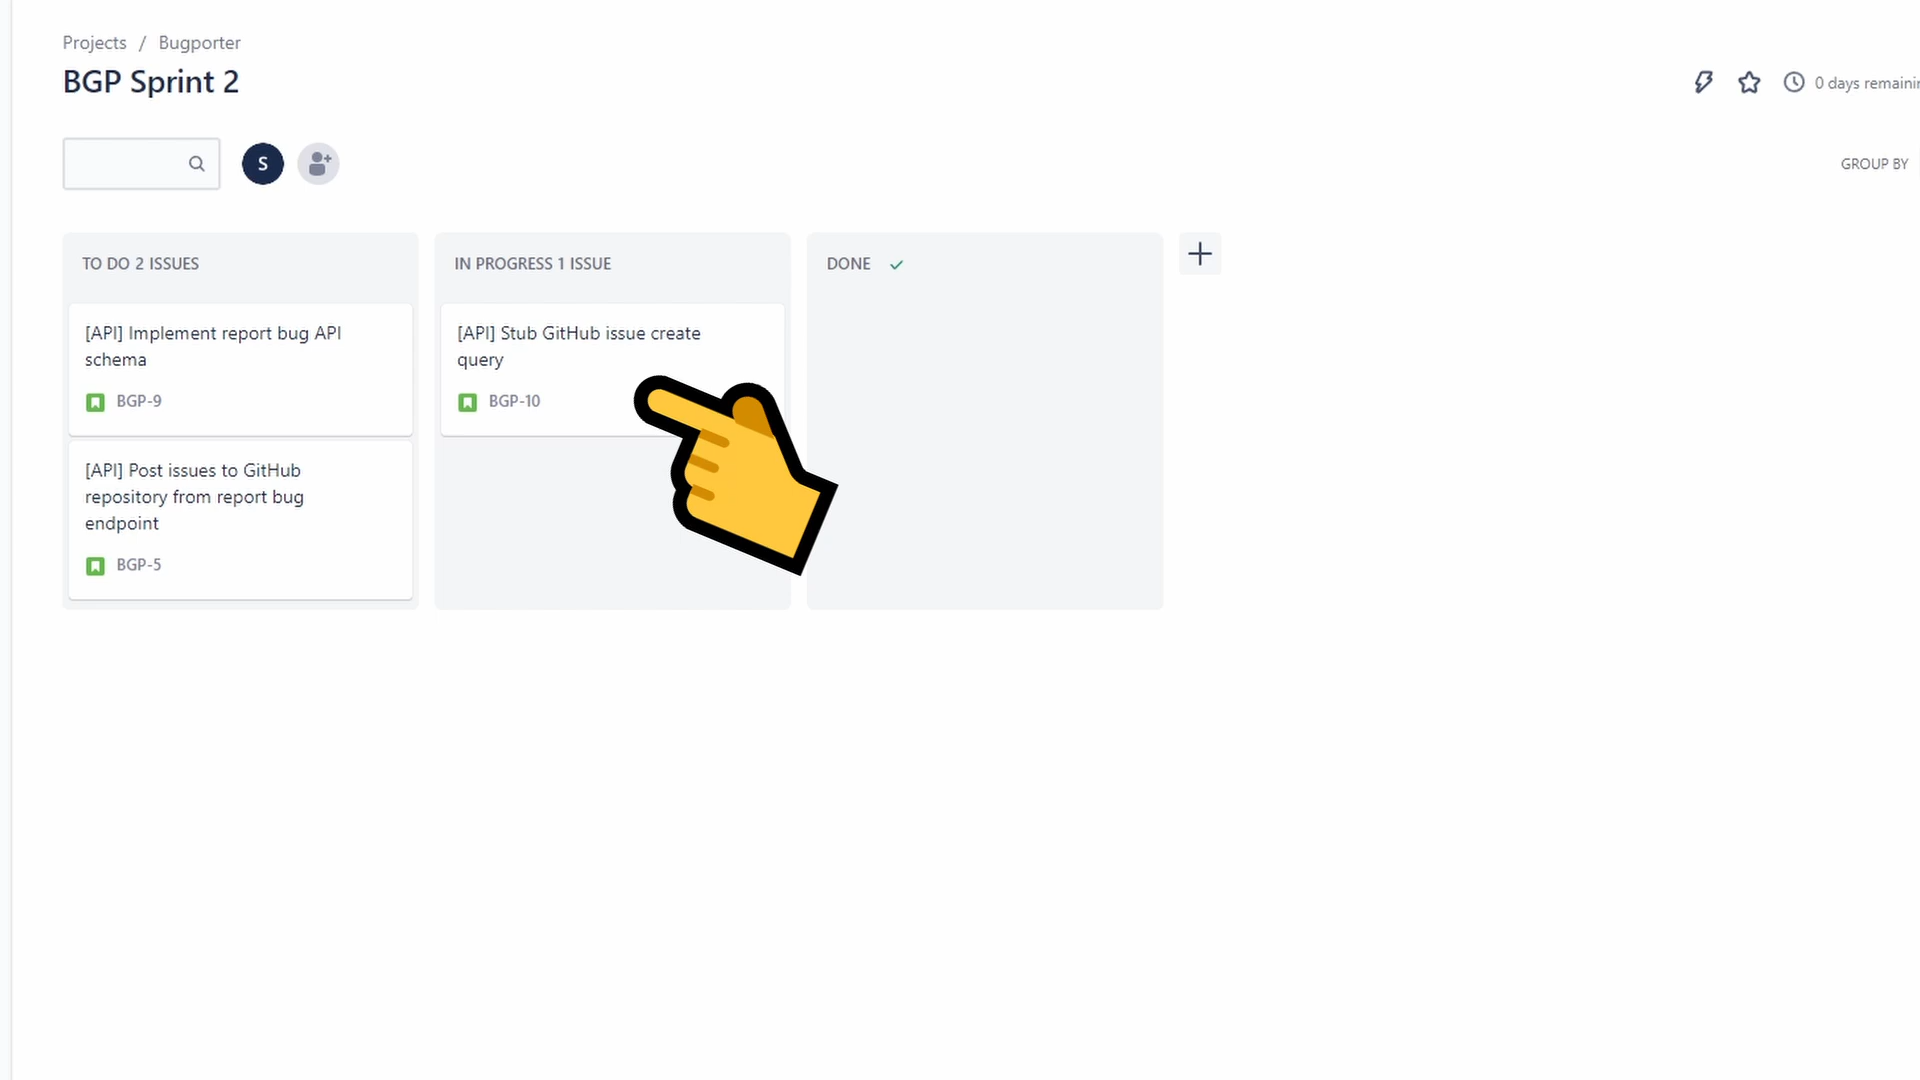 Projects / Bugporter
BGP Sprint 2
0 days
S
GROUP BY
TO DO 2 ISSUES
[API] Implement report bug API
schema
BGP-9
[API] Post issues to GitHub
repository from report bug
endpoint
BGP-5
IN PROGRESS 1 ISSUE
[API] Stub GitHub issue create
query
BGP-10
DONE